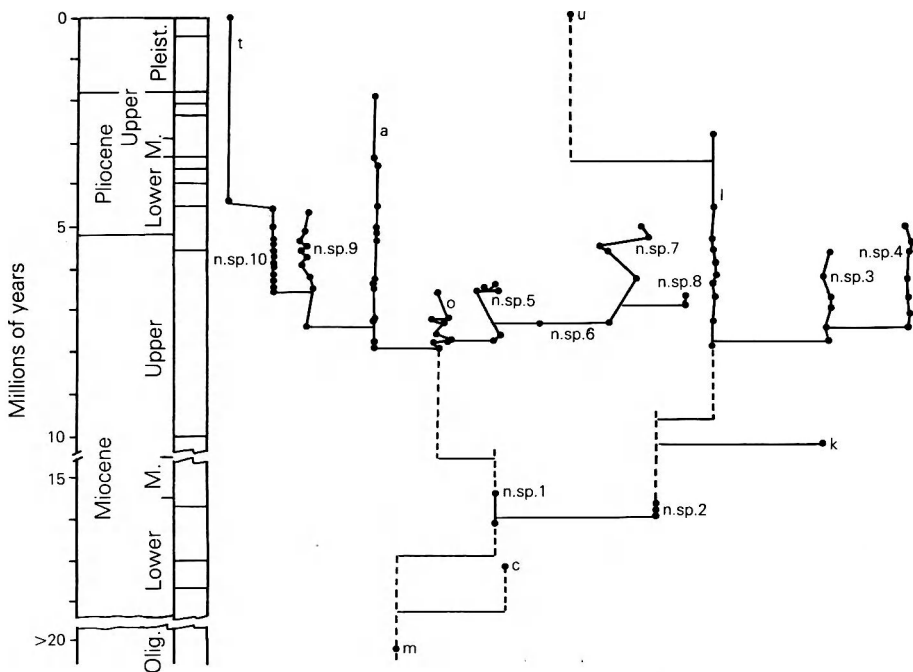 Millions of years
0
5
10
15
>20
Pliocene
Miocene
Pleist.
Upper
M.
Lower
Upper
M.
Lower
Olig.
t
u
a
l
n.sp.10
n.sp.9
o
n.sp.5
n.sp.6
n.sp.7
n.sp.8
n.sp.3
n.sp.4
k
n.sp.1
n.sp.2
c
m